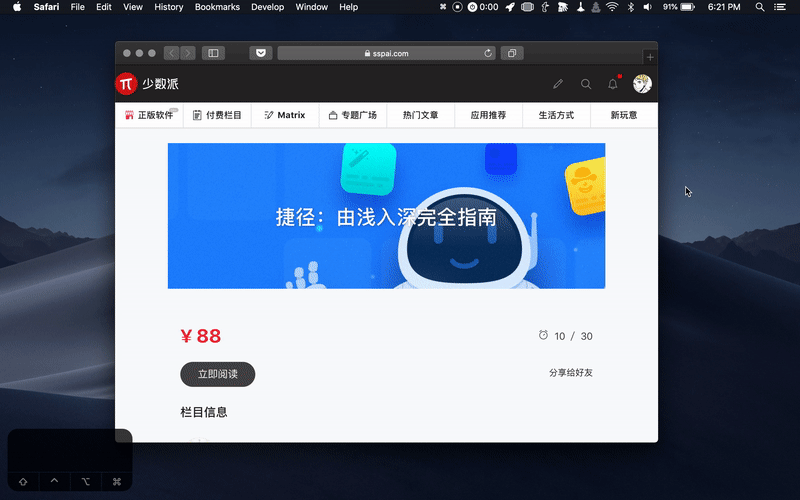 Safari File Edit View History Bookmarks Develop Window Help 0:00 91% 6:21 PM
sspai.com
少数派
正版软件 付费栏目 Matrix 专题广场 热门文章 应用推荐 生活方式 新玩意
捷径：由浅入深完全指南
¥ 88
10 / 30
立即阅读
分享给好友
栏目信息